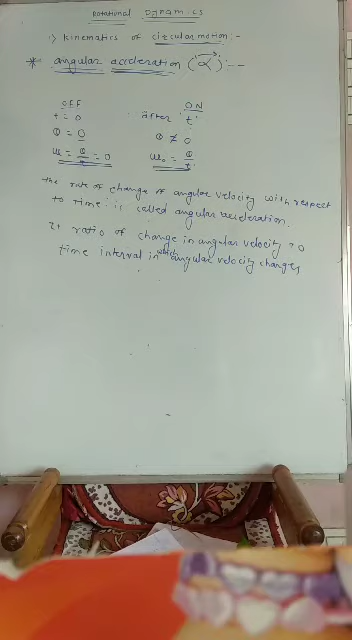 Rotational Dynamics
1) kinematics of circular motion :-
* angular acceleration (α) :-
OFF ON
t = 0 after 't'
θ = 0 θ ≠ 0
ω = θ/t = 0 ω₀ = θ/t
the rate of change of angular velocity with respect
to time is called angular acceleration.
It ratio of change in angular velocity to
time interval in which angular velocity changes